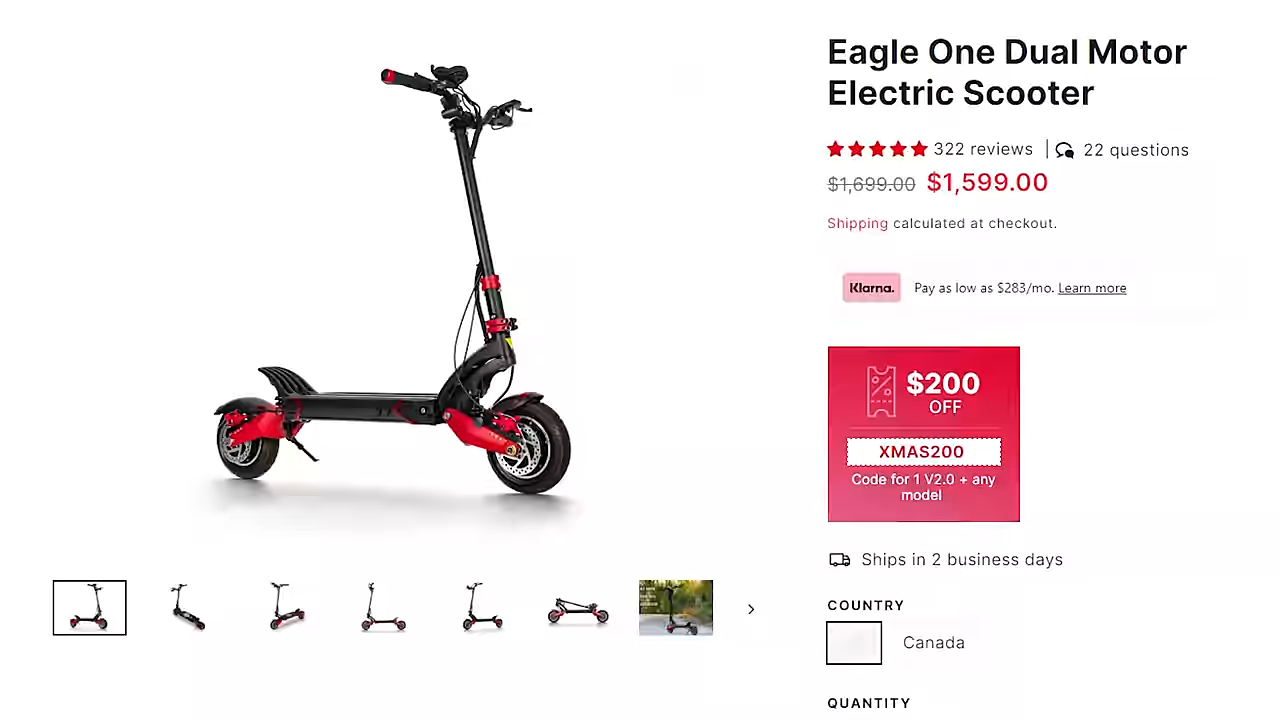 Eagle One Dual Motor
Electric Scooter
322 reviews
22 questions
$1,699.00 $1,599.00
Shipping calculated at checkout.
Klarna. Pay as low as $283/mo. Learn more
$200
OFF
XMAS200
Code for 1 V2.0 + any
model
Ships in 2 business days
COUNTRY
Canada
QUANTITY